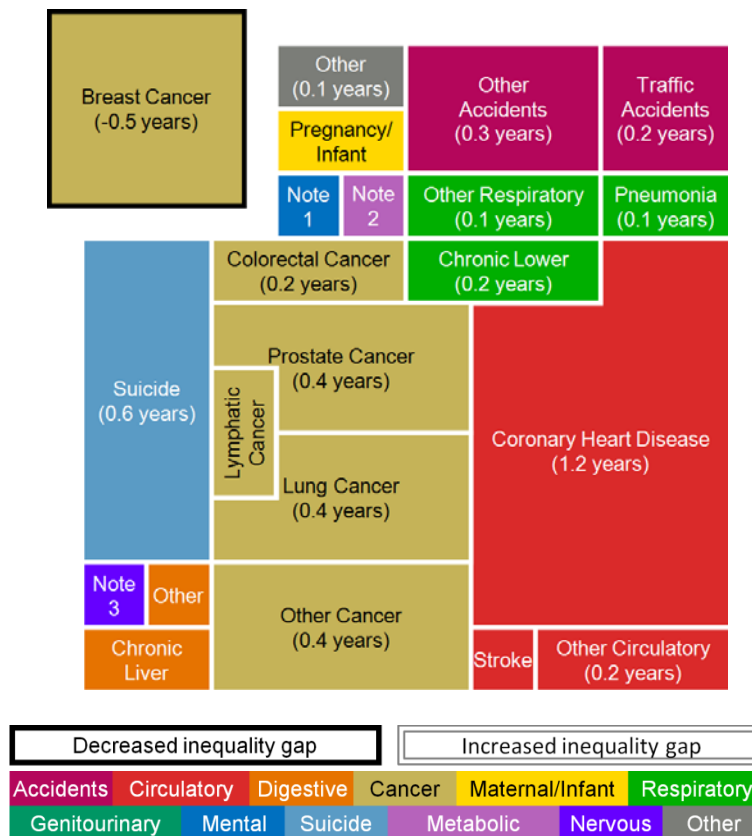 Breast Cancer
(-0.5 years)
Other
(0.1 years)
Other
Accidents
(0.3 years)
Traffic
Accidents
(0.2 years)
Pregnancy/
Infant
Note
1
Note
2
Other Respiratory
(0.1 years)
Pneumonia
(0.1 years)
Colorectal Cancer
(0.2 years)
Chronic Lower
(0.2 years)
Suicide
(0.6 years)
Prostate Cancer
(0.4 years)
Lymphatic
Cancer
Lung Cancer
(0.4 years)
Coronary Heart Disease
(1.2 years)
Note
3
Other
Chronic
Liver
Other Cancer
(0.4 years)
Stroke
Other Circulatory
(0.2 years)
Decreased inequality gap
Increased inequality gap
Accidents Circulatory Digestive Cancer Maternal/Infant Respiratory
Genitourinary Mental Suicide Metabolic Nervous Other